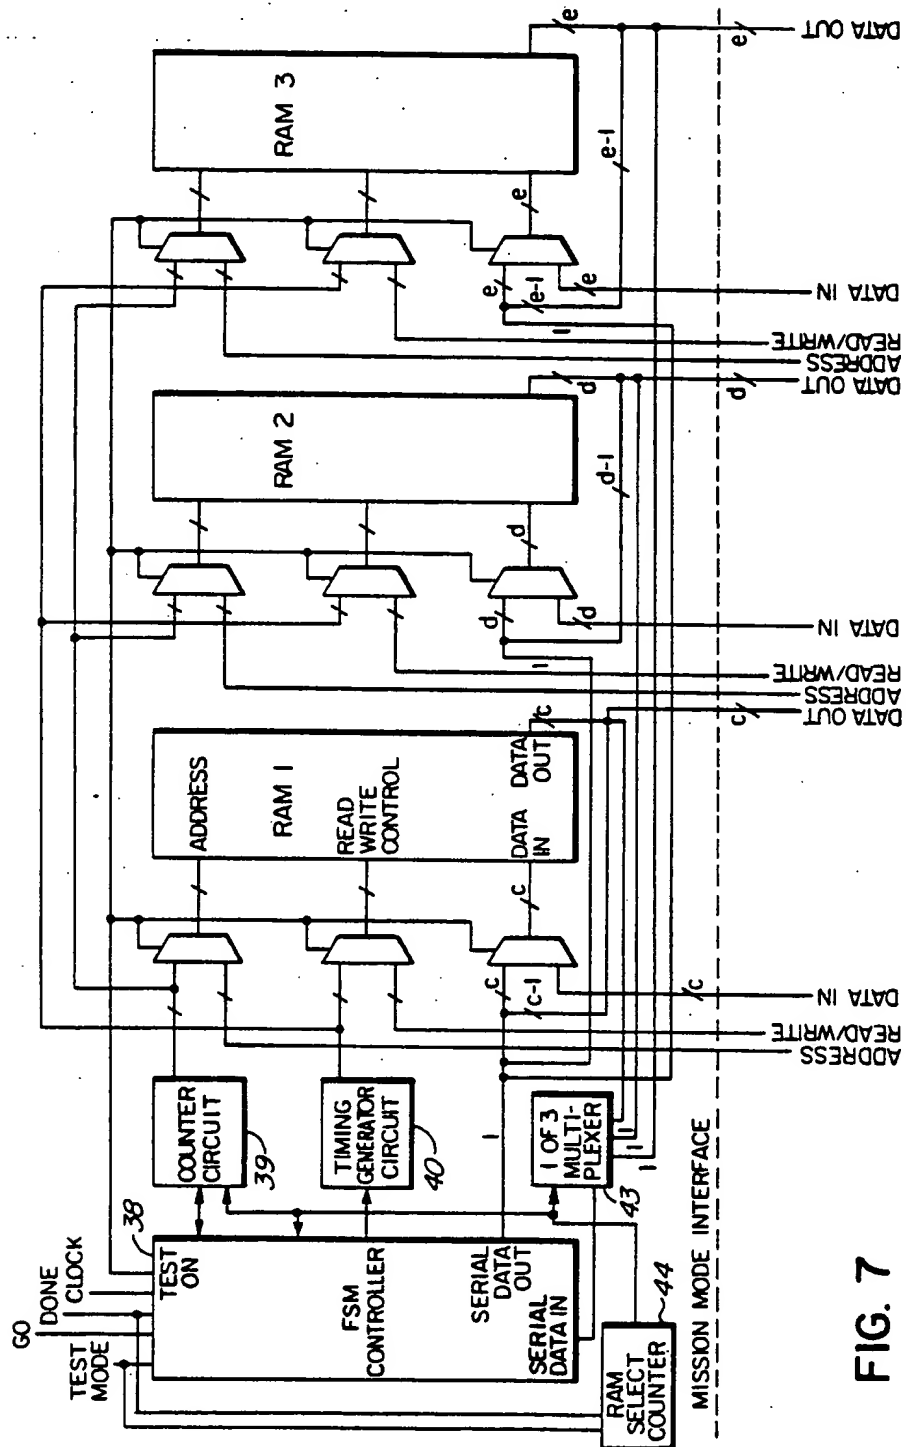 GO
DONE
CLOCK
TEST
MODE
38
TEST
ON
FSM
CONTROLLER
SERIAL
DATA
OUT
SERIAL
DATA IN
RAM
SELECT
COUNTER
44
COUNTER
CIRCUIT
39
TIMING
GENERATOR
CIRCUIT
40
1 OF 3
MULTI-
PLEXER
43
1
1
1
1
ADDRESS
RAM 1
READ
WRITE
CONTROL
DATA
IN
DATA
OUT
c
c-1
c
c
c
c
1
RAM 2
d
d-1
d
d
d
d
1
RAM 3
e
e-1
e
e
e-1
e
e
MISSION MODE INTERFACE
ADDRESS
READ/WRITE
DATA IN
DATA OUT
ADDRESS
READ/WRITE
DATA IN
DATA OUT
ADDRESS
READ/WRITE
DATA IN
DATA OUT
FIG. 7